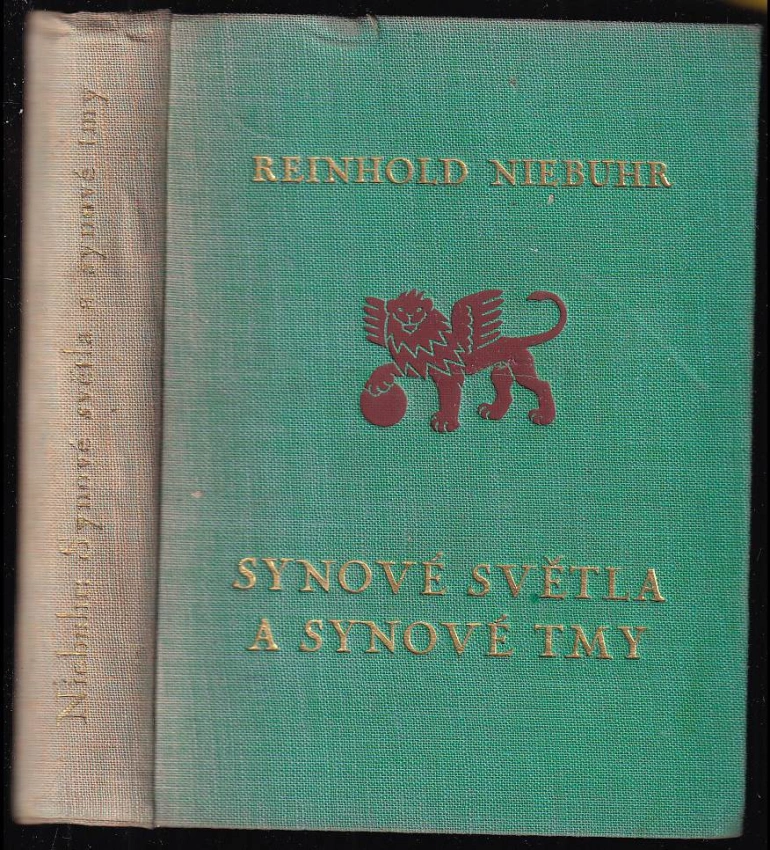 Niebuhr Synové světla a synové tmy
REINHOLD NIEBUHR
SYNOVÉ SVĚTLA
A SYNOVÉ TMY